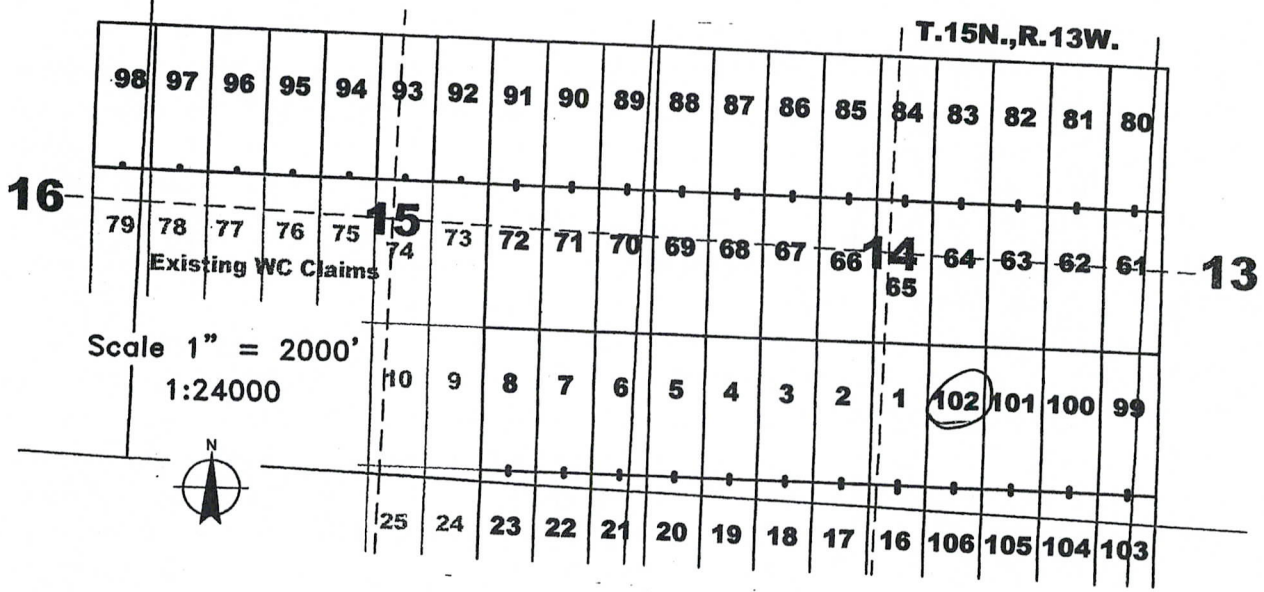 T.15N.,R.13W.
98 97 96 95 94 93 92 91 90 89 88 87 86 85 84 83 82 81 80
16 15 14 13
79 78 77 76 75 74 73 72 71 70 69 68 67 66 65 64 63 62 61
Existing WC Claims
Scale 1" = 2000'
1:24000
10 9 8 7 6 5 4 3 2 1 102 101 100 99
N
25 24 23 22 21 20 19 18 17 16 106 105 104 103